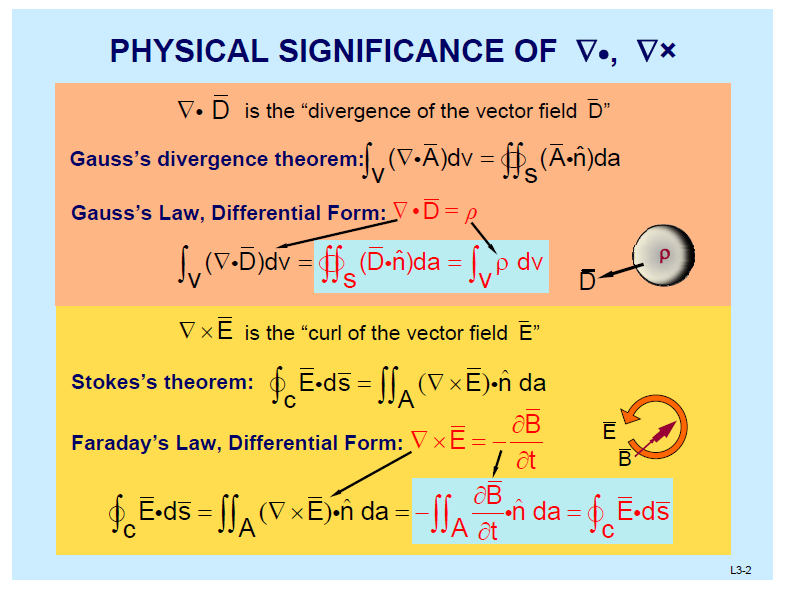 PHYSICAL SIGNIFICANCE OF ∇•, ∇×
∇• D̅ is the “divergence of the vector field D̅”
Gauss’s divergence theorem: ∫ᵥ (∇•A̅)dv = ∯ₛ (A̅•n̂)da
Gauss’s Law, Differential Form: ∇ • D̅ = ρ
∫ᵥ (∇•D̅)dv = ∯ₛ (D̅•n̂)da = ∫ᵥ ρ dv
ρ
D̅
∇ × E̅ is the “curl of the vector field E̅”
Stokes’s theorem: ∮c E̅•ds̅ = ∬A (∇ × E̅)•n̂ da
Faraday’s Law, Differential Form: ∇ × E̅ = −∂B̅/∂t
E̅
B̅
∮c E̅•ds̅ = ∬A (∇ × E̅)•n̂ da = −∬A ∂B̅/∂t •n̂ da = ∮c E̅•ds̅
L3-2